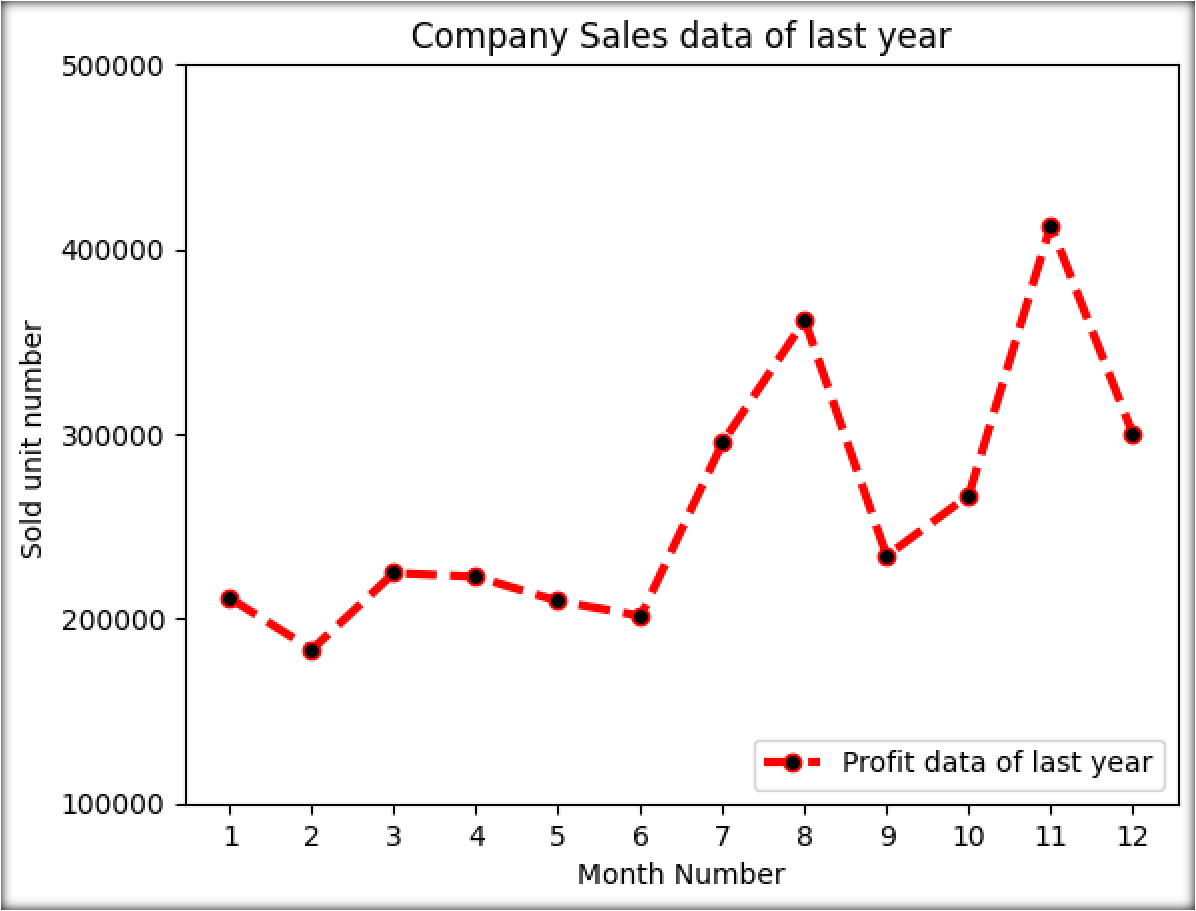 Company Sales data of last year
500000
400000
300000
200000
100000
Sold unit number
Profit data of last year
1 2 3 4 5 6 7 8 9 10 11 12
Month Number